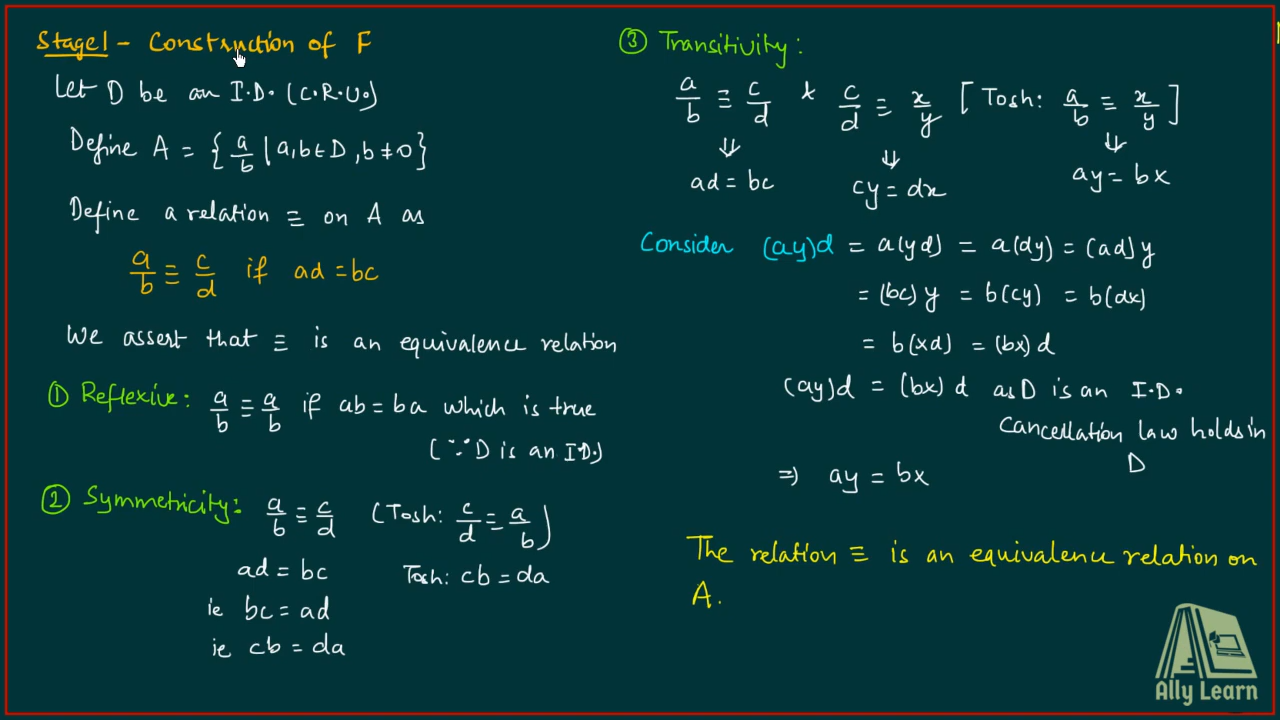 Stage1 - Construction of F
Let D be an I.D. (C.R.U.)
Define A = { a/b | a, b ∈ D, b ≠ 0 }
Define a relation ≡ on A as
a/b ≡ c/d if ad = bc
We assert that ≡ is an equivalence relation
① Reflexive: a/b ≡ a/b if ab = ba which is true
(∵ D is an I.D.)
② Symmetricity: a/b ≡ c/d (Tosh: c/d ≡ a/b)
ad = bc Tosh: cb = da
ie bc = ad
ie cb = da
③ Transitivity:
a/b ≡ c/d & c/d ≡ x/y [Tosh: a/b ≡ x/y]
⇓ ⇓ ⇓
ad = bc cy = dx ay = bx
Consider (ay)d = a(yd) = a(dy) = (ad)y
= (bc)y = b(cy) = b(dx)
= b(xd) = (bx)d
(ay)d = (bx)d as D is an I.D.
Cancellation law holds in
D
⇒ ay = bx
The relation ≡ is an equivalence relation on
A.
Ally Learn